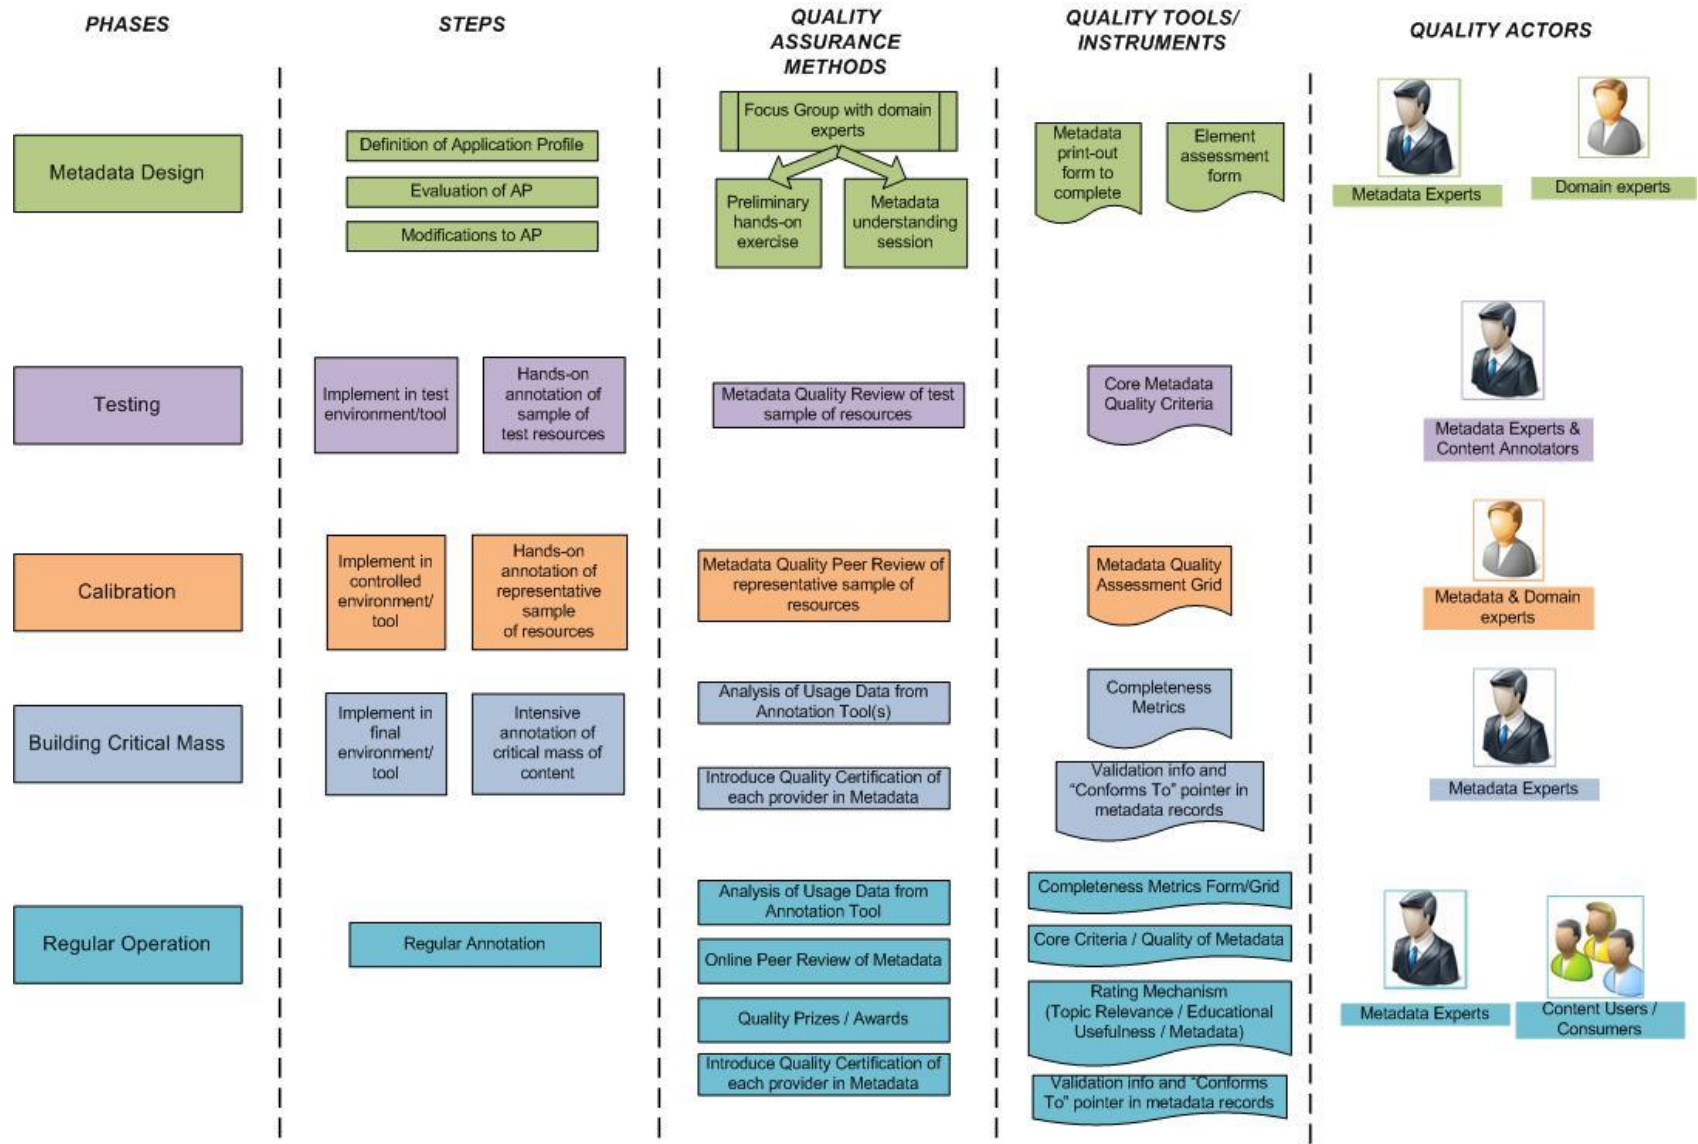 PHASES
STEPS
QUALITY
ASSURANCE
METHODS
QUALITY TOOLS/
INSTRUMENTS
QUALITY ACTORS
Metadata Design
Definition of Application Profile
Evaluation of AP
Modifications to AP
Focus Group with domain
experts
Preliminary
hands-on
exercise
Metadata
understanding
session
Metadata
print-out
form to
complete
Element
assessment
form
Metadata Experts
Domain experts
Testing
Implement in test
environment/tool
Hands-on
annotation of
sample of
test resources
Metadata Quality Review of test
sample of resources
Core Metadata
Quality Criteria
Metadata Experts &
Content Annotators
Calibration
Implement in
controlled
environment/
tool
Hands-on
annotation of
representative
sample
of resources
Metadata Quality Peer Review of
representative sample of
resources
Metadata Quality
Assessment Grid
Metadata & Domain
experts
Building Critical Mass
Implement in
final
environment/
tool
Intensive
annotation of
critical mass of
content
Analysis of Usage Data from
Annotation Tool(s)
Introduce Quality Certification of
each provider in Metadata
Completeness
Metrics
Validation info and
“Conforms To” pointer in
metadata records
Metadata Experts
Regular Operation
Regular Annotation
Analysis of Usage Data from
Annotation Tool
Online Peer Review of Metadata
Quality Prizes / Awards
Introduce Quality Certification of
each provider in Metadata
Completeness Metrics Form/Grid
Core Criteria / Quality of Metadata
Rating Mechanism
(Topic Relevance / Educational
Usefulness / Metadata)
Validation info and “Conforms
To” pointer in metadata records
Metadata Experts
Content Users /
Consumers